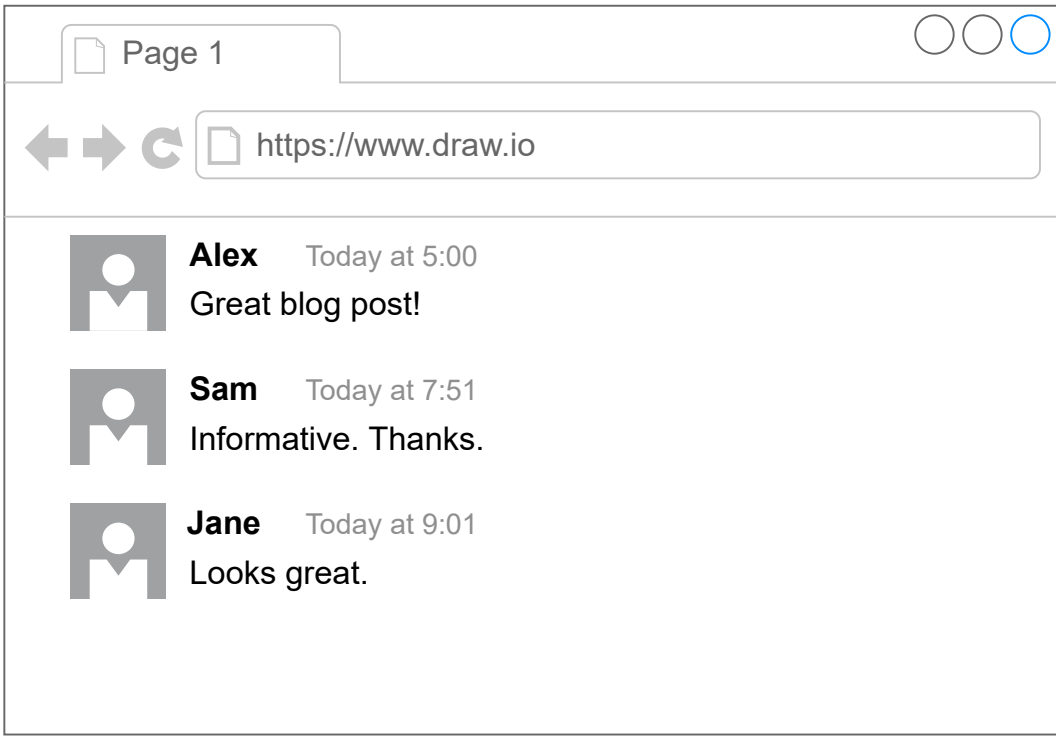 Page 1
https://www.draw.io
Alex Today at 5:00
Great blog post!
Sam Today at 7:51
Informative. Thanks.
Jane Today at 9:01
Looks great.